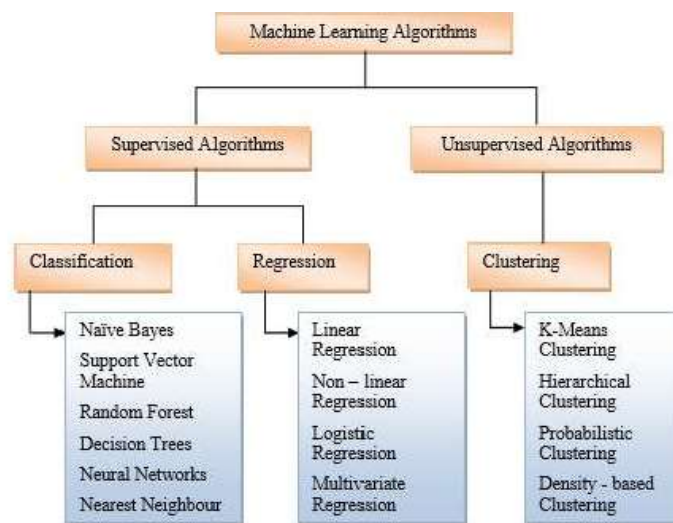 Machine Learning Algorithms
Supervised Algorithms
Unsupervised Algorithms
Classification
Regression
Clustering
Naïve Bayes
Support Vector
Machine
Random Forest
Decision Trees
Neural Networks
Nearest Neighbour
Linear
Regression
Non – linear
Regression
Logistic
Regression
Multivariate
Regression
K-Means
Clustering
Hierarchical
Clustering
Probabilistic
Clustering
Density - based
Clustering